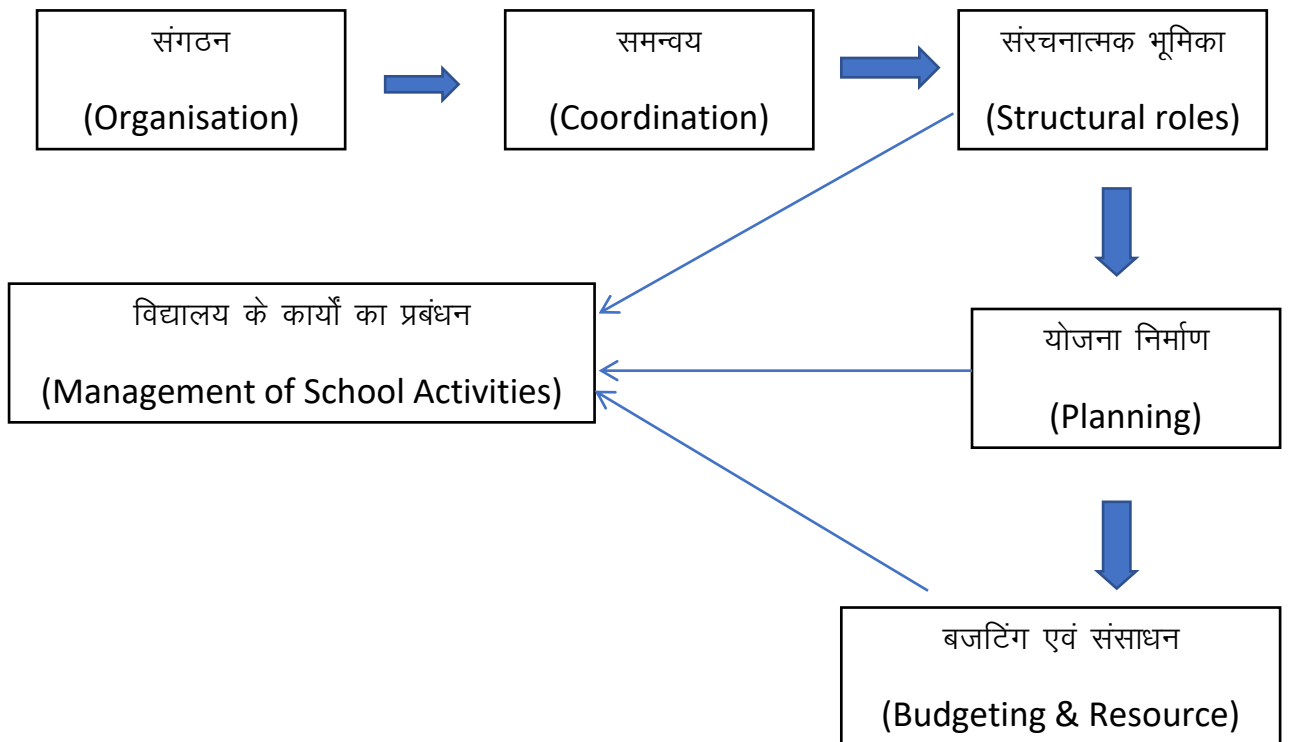 संगठन
(Organisation)
समन्वय
(Coordination)
संरचनात्मक भूमिका
(Structural roles)
विद्यालय के कार्यों का प्रबंधन
(Management of School Activities)
योजना निर्माण
(Planning)
बजटिंग एवं संसाधन
(Budgeting & Resource)